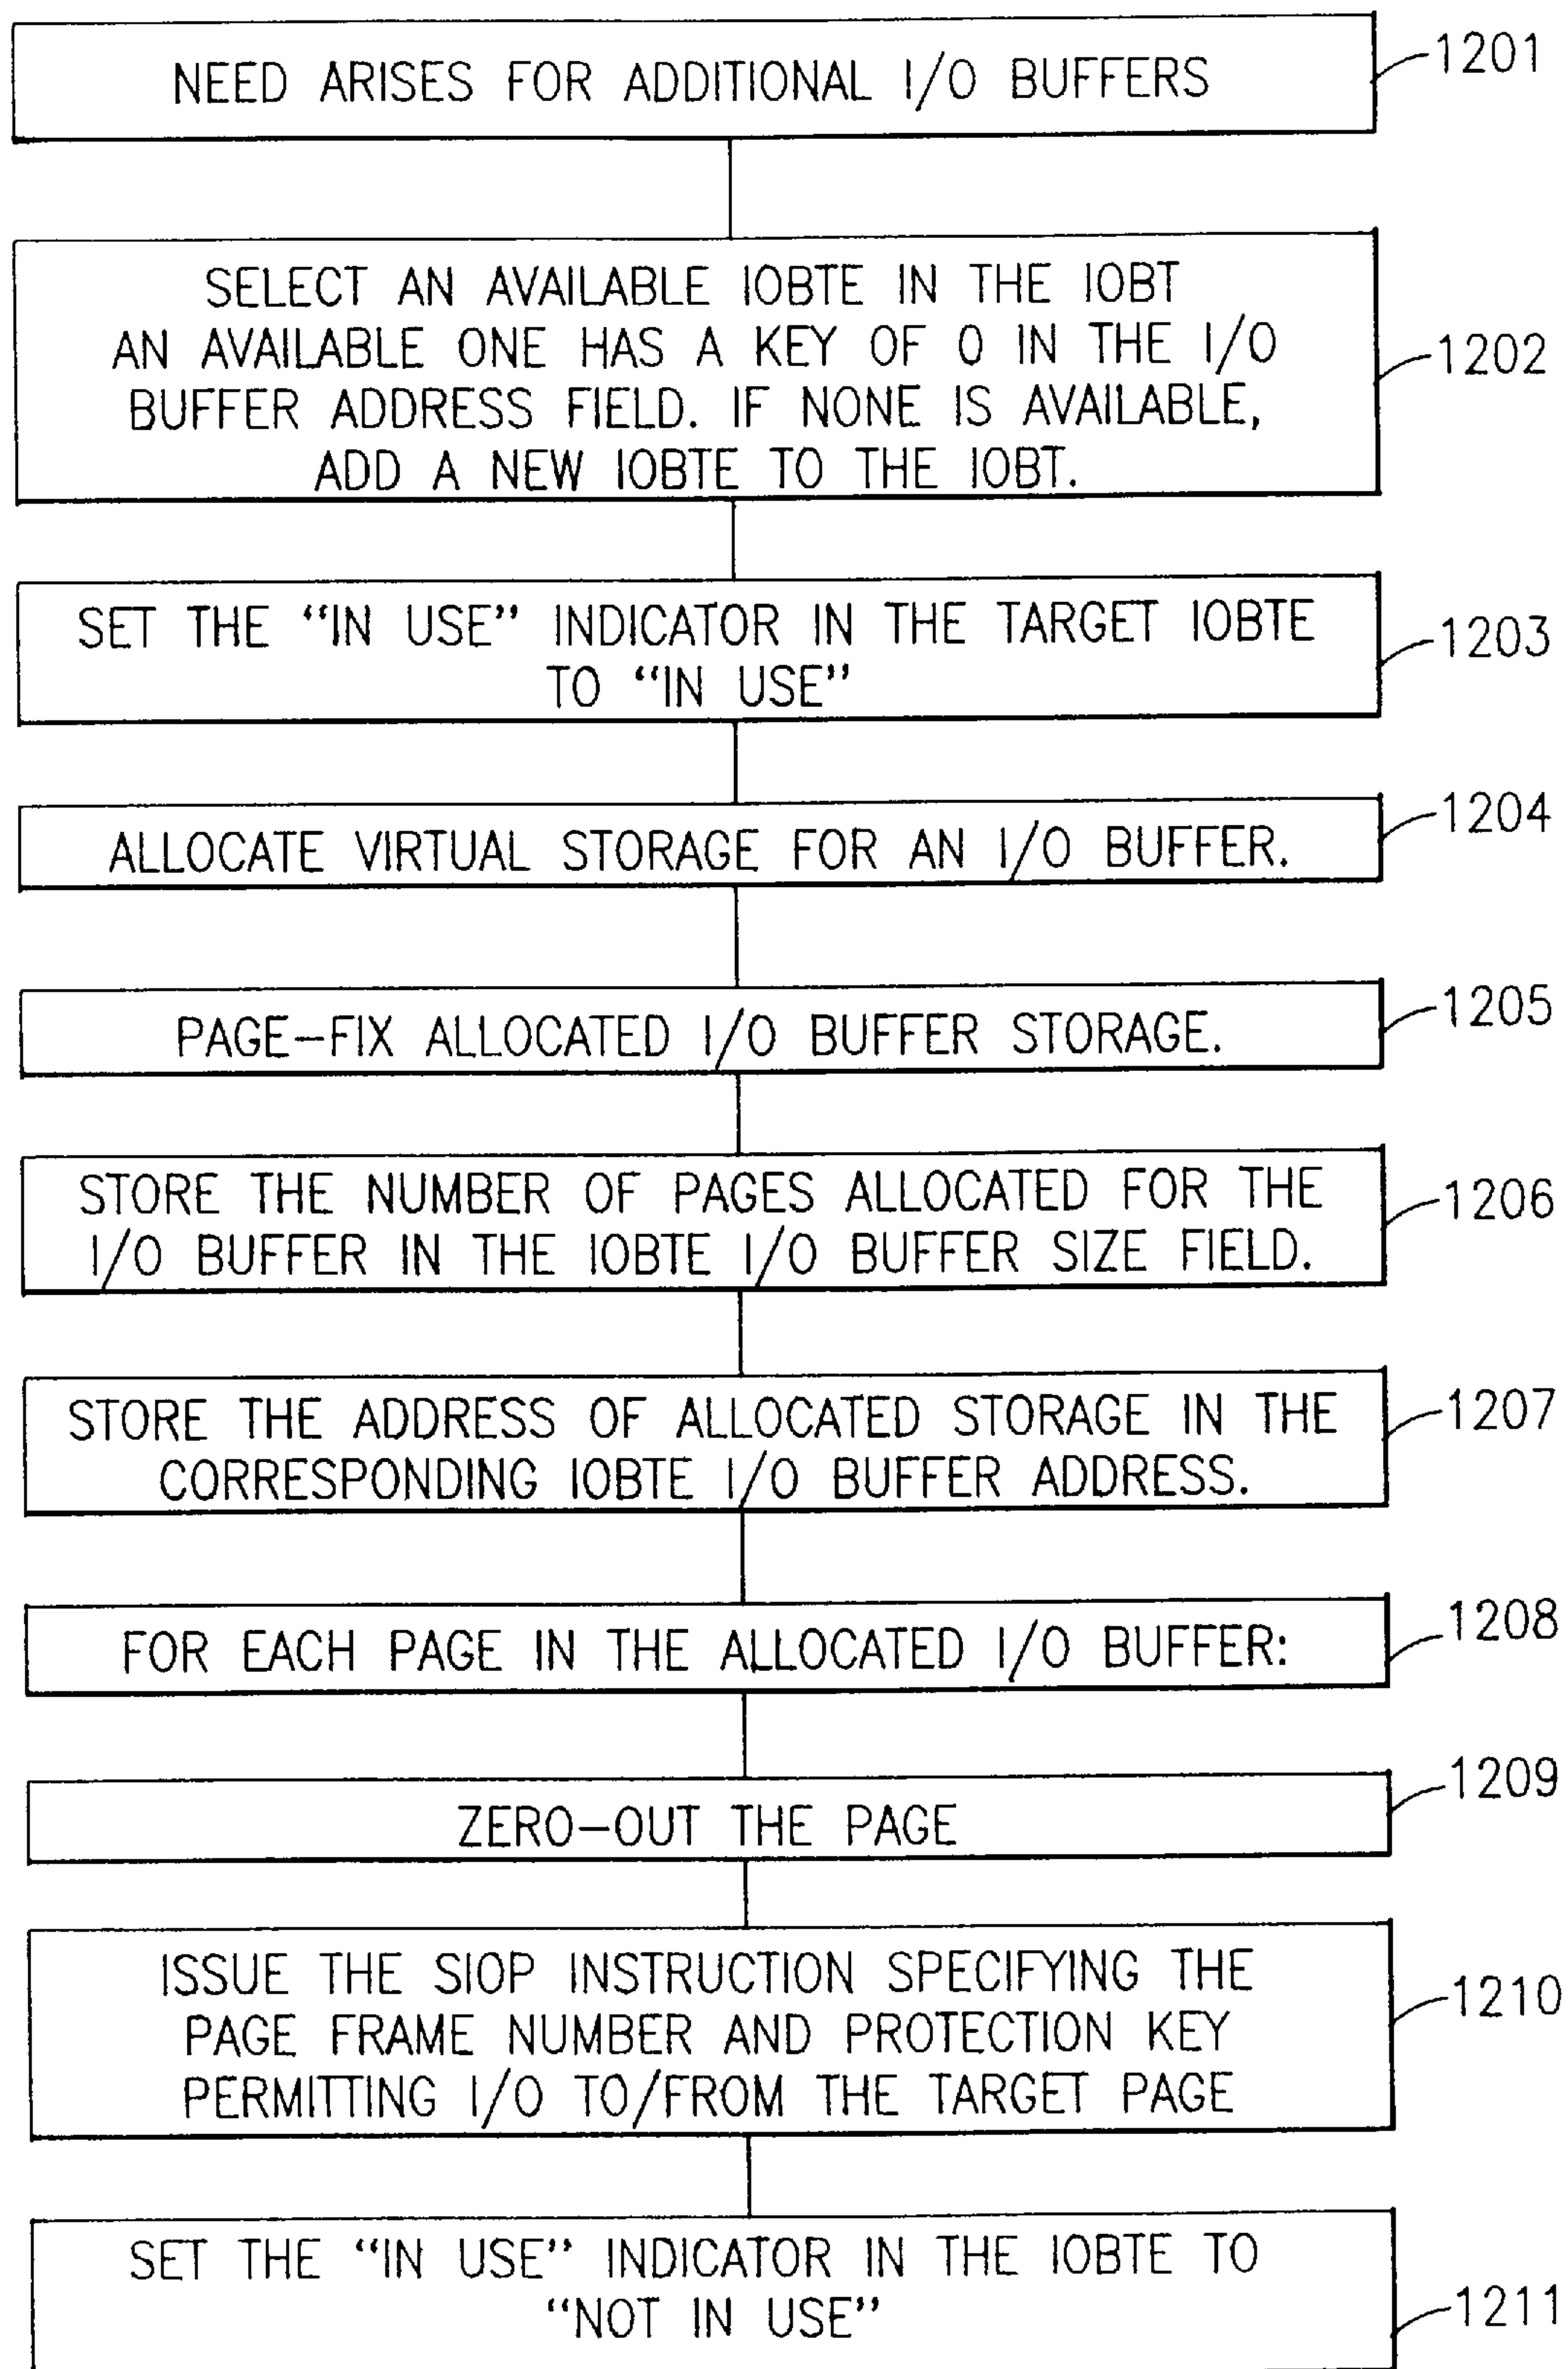 NEED ARISES FOR ADDITIONAL I/O BUFFERS
1201
SELECT AN AVAILABLE IOBTE IN THE IOBT
AN AVAILABLE ONE HAS A KEY OF 0 IN THE I/O
BUFFER ADDRESS FIELD. IF NONE IS AVAILABLE,
ADD A NEW IOBTE TO THE IOBT.
1202
SET THE “IN USE” INDICATOR IN THE TARGET IOBTE
TO “IN USE”
1203
ALLOCATE VIRTUAL STORAGE FOR AN I/O BUFFER.
1204
PAGE-FIX ALLOCATED I/O BUFFER STORAGE.
1205
STORE THE NUMBER OF PAGES ALLOCATED FOR THE
I/O BUFFER IN THE IOBTE I/O BUFFER SIZE FIELD.
1206
STORE THE ADDRESS OF ALLOCATED STORAGE IN THE
CORRESPONDING IOBTE I/O BUFFER ADDRESS.
1207
FOR EACH PAGE IN THE ALLOCATED I/O BUFFER:
1208
ZERO-OUT THE PAGE
1209
ISSUE THE SIOP INSTRUCTION SPECIFYING THE
PAGE FRAME NUMBER AND PROTECTION KEY
PERMITTING I/O TO/FROM THE TARGET PAGE
1210
SET THE “IN USE” INDICATOR IN THE IOBTE TO
“NOT IN USE”
1211